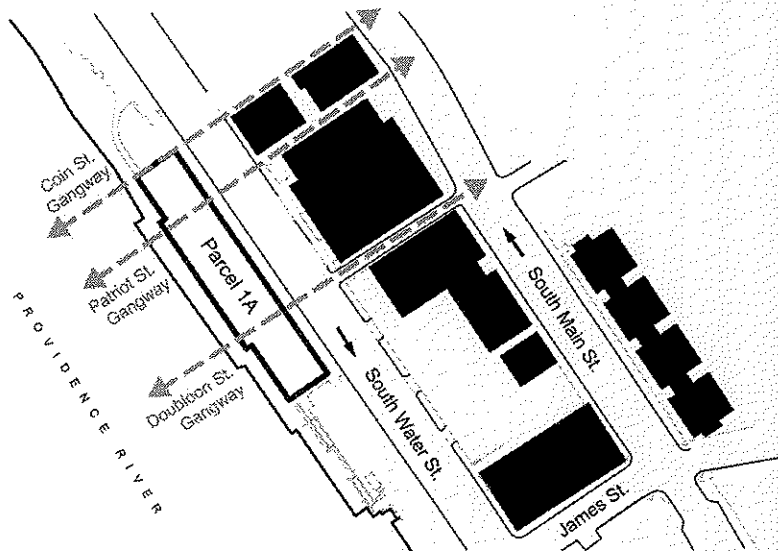 Coin St.
Gangway
Patriot St.
Gangway
Parcel 1A
Doubloon St.
Gangway
PROVIDENCE RIVER
South Water St.
South Main St.
James St.